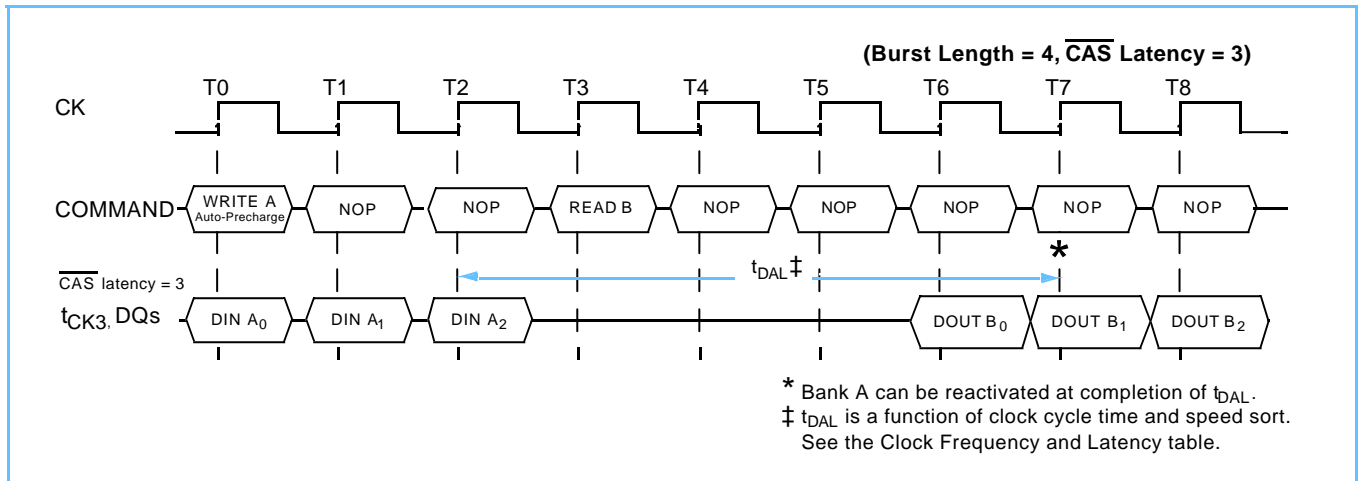 (Burst Length = 4, CAS Latency = 3)
T0 T1 T2 T3 T4 T5 T6 T7 T8
CK
COMMAND
WRITE A
Auto-Precharge
NOP NOP READ B NOP NOP NOP NOP NOP
*
tDAL‡
CAS latency = 3
tCK3, DQs
DIN A0 DIN A1 DIN A2 DOUT B0 DOUT B1 DOUT B2
* Bank A can be reactivated at completion of tDAL.
‡ tDAL is a function of clock cycle time and speed sort.
See the Clock Frequency and Latency table.